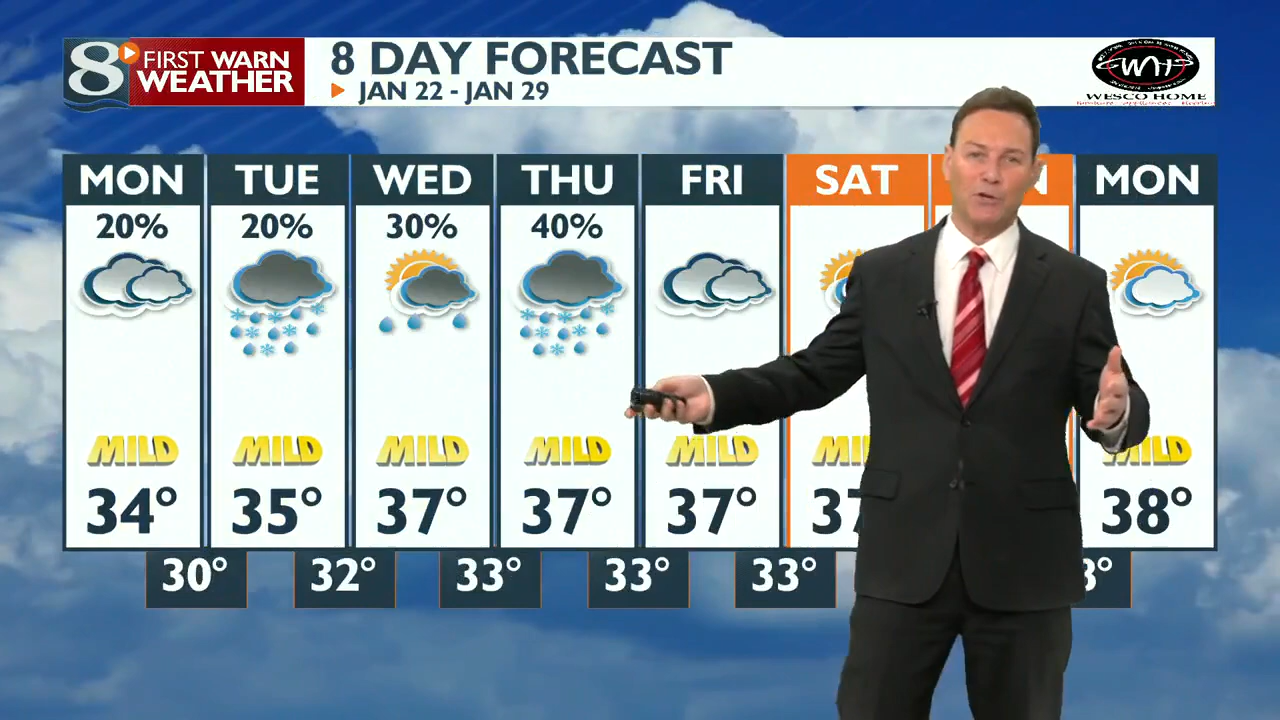 8 FIRST WARN
WEATHER
8 DAY FORECAST
JAN 22 - JAN 29
WESCO HOME
MON TUE WED THU FRI SAT MON
20% 20% 30% 40%
MILD MILD MILD MILD MILD MILD
34° 35° 37° 37° 37° 37 38°
30° 32° 33° 33° 33°